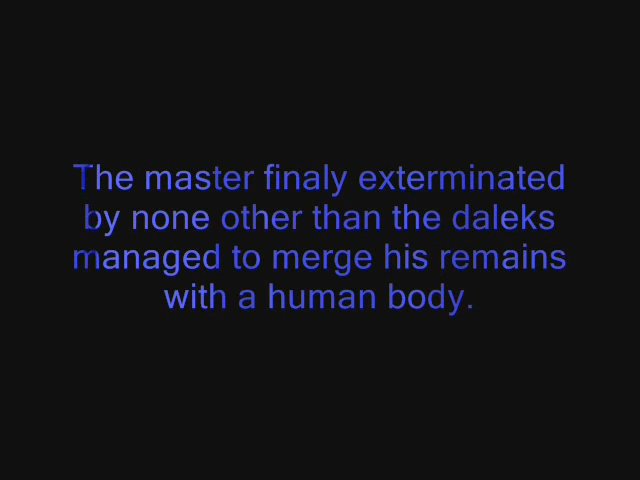 The master finaly exterminated
by none other than the daleks
managed to merge his remains
with a human body.